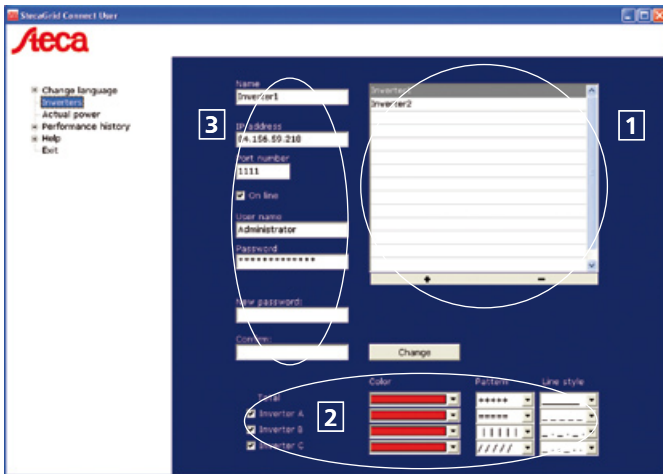 StecaGrid Connect User
Steca
Change language
Inverters
Actual power
Performance history
Help
Exit
Name
Inverter1
IP address
84.156.59.218
Port number
1111
On line
User name
Administrator
Password
*************
New password:
Confirm:
3
Inverter1
Inverter2
+ -
1
Change
Color Pattern Line style
Total
Inverter A
Inverter B
Inverter C
2